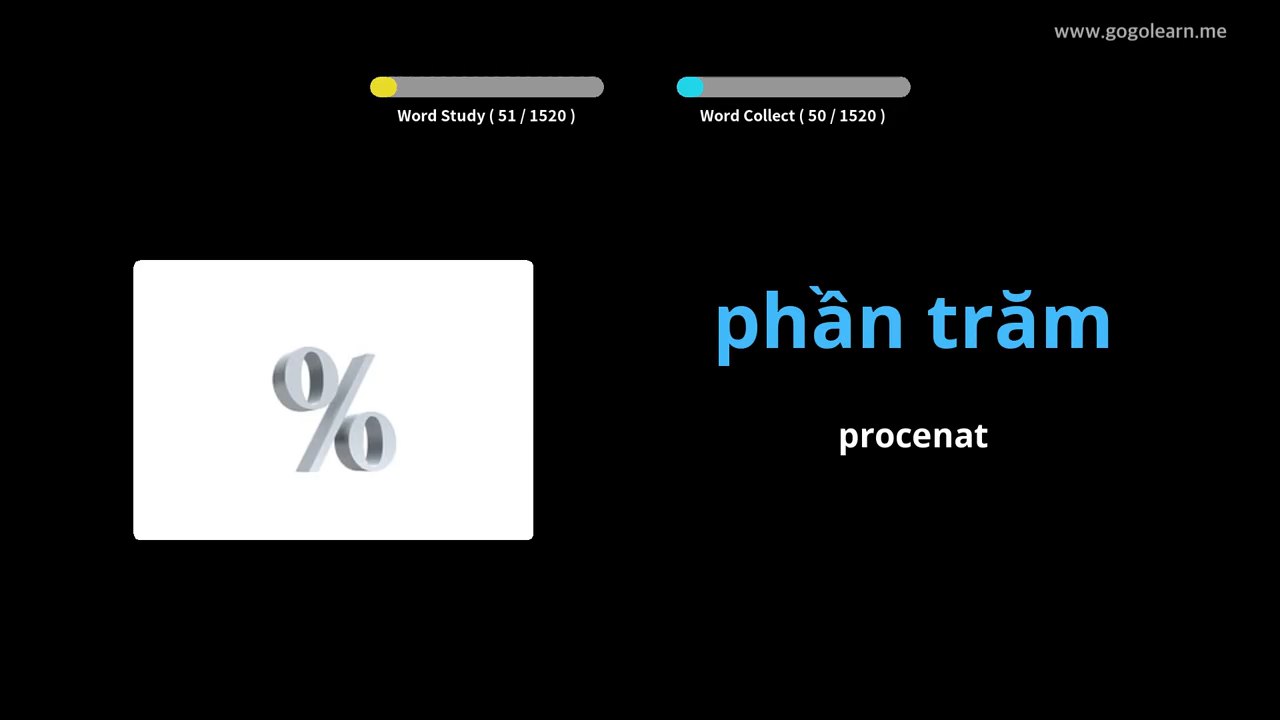 www.gogolearn.me
Word Study ( 51 / 1520 )
Word Collect ( 50 / 1520 )
%
phần trăm
procenat